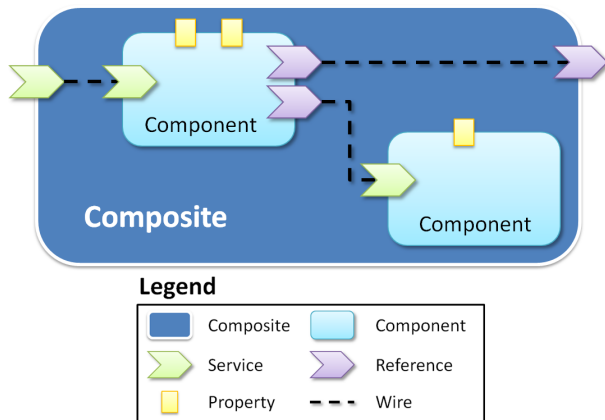 Component
Component
Composite
Legend
Composite
Component
Service
Reference
Property
Wire